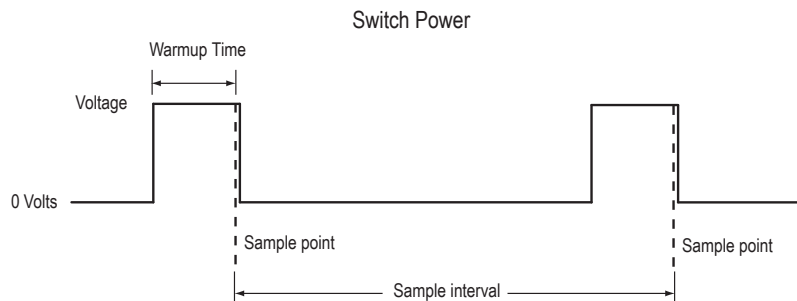 Switch Power
Warmup Time
Voltage
0 Volts
Sample point
Sample point
Sample interval